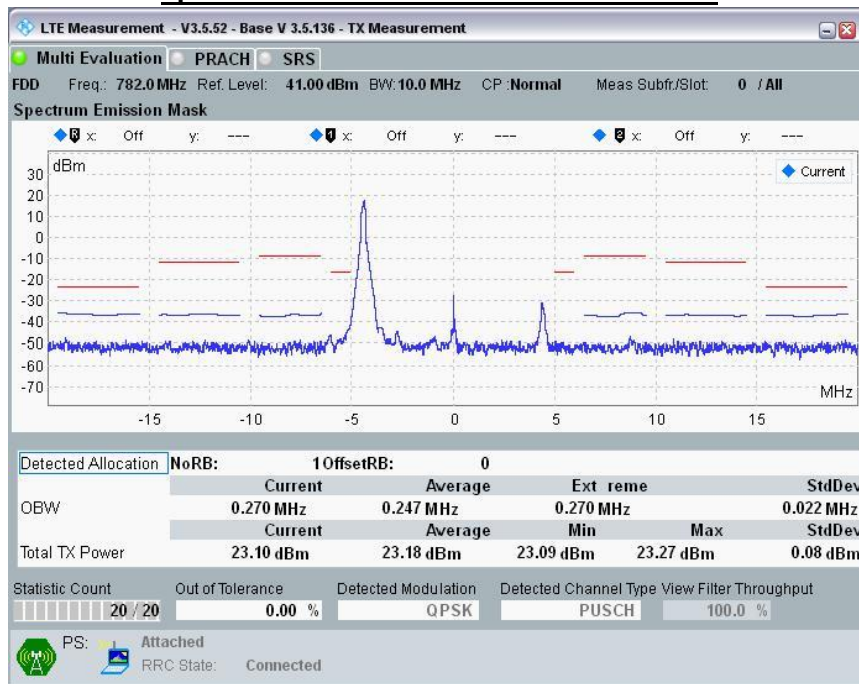 LTE Measurement - V3.5.52 - Base V 3.5.136 - TX Measurement
Multi Evaluation PRACH SRS
FDD Freq.: 782.0 MHz Ref. Level: 41.00 dBm BW: 10.0 MHz CP :Normal Meas Subfr./Slot: 0 / All
Spectrum Emission Mask
R x: Off y: --- 1 x: Off y: --- 2 x: Off y: ---
dBm
Current
30
20
10
0
-10
-20
-30
-40
-50
-60
-70
MHz
-15 -10 -5 0 5 10 15
Detected Allocation NoRB: 1 OffsetRB: 0
Current Average Ext reme StdDev
OBW 0.270 MHz 0.247 MHz 0.270 MHz 0.022 MHz
Current Average Min Max StdDev
Total TX Power 23.10 dBm 23.18 dBm 23.09 dBm 23.27 dBm 0.08 dBm
Statistic Count Out of Tolerance Detected Modulation Detected Channel Type View Filter Throughput
20 / 20 0.00 % QPSK PUSCH 100.0 %
PS: Attached
RRC State: Connected